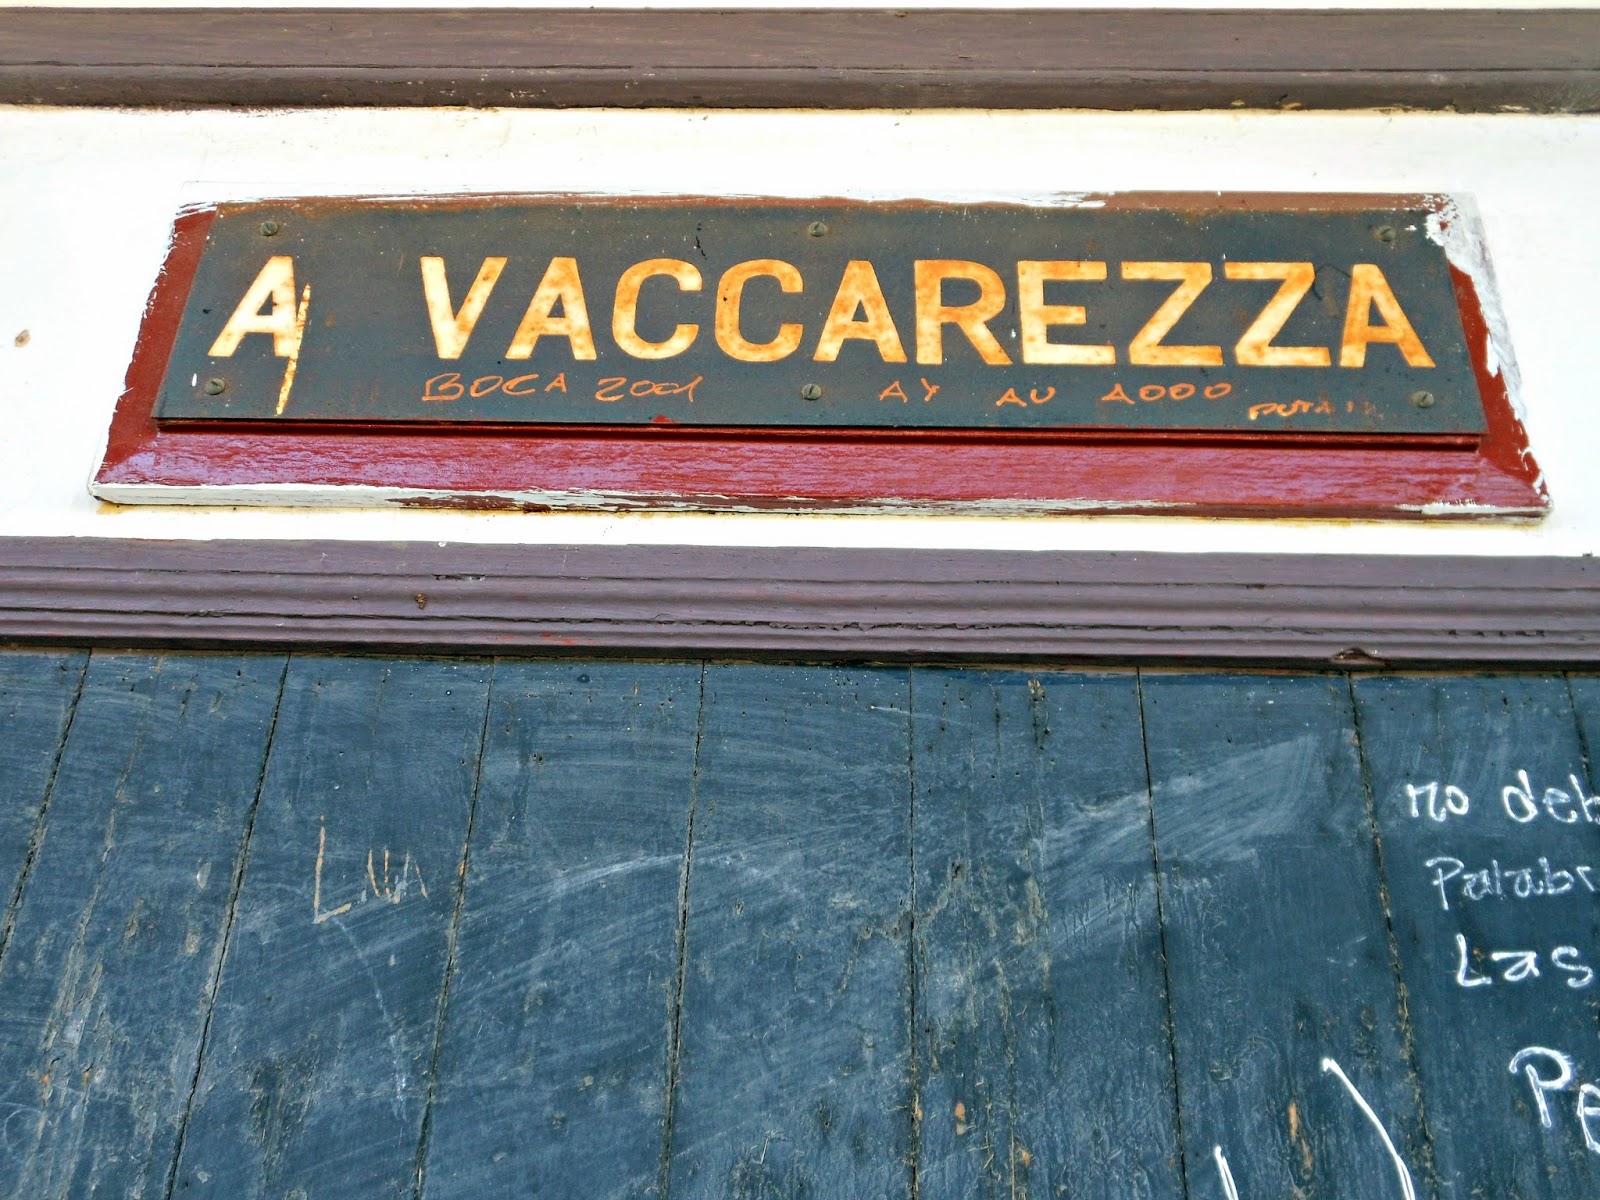 A VACCAREZZA
BOCA 2001 AY AU 1000
no deb
Palabr
Las
Pe